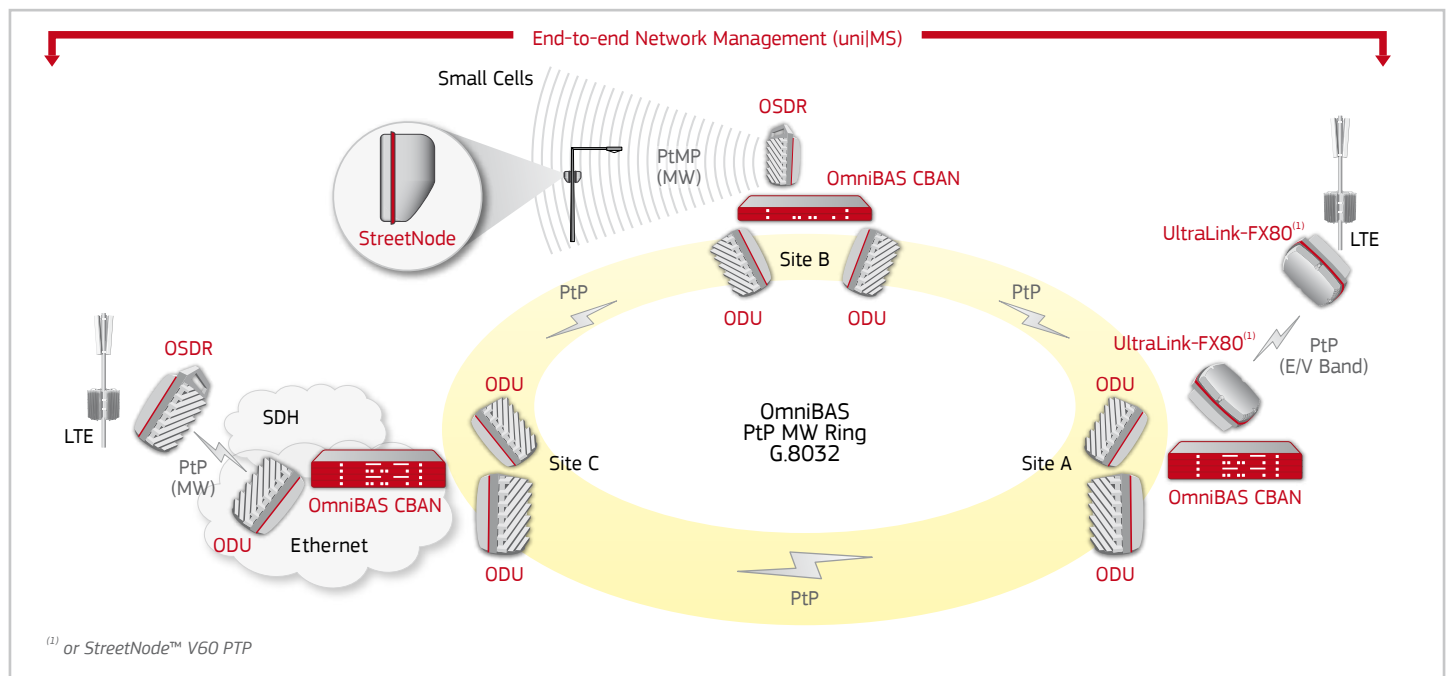 End-to-end Network Management (uni|MS)
Small Cells
OSDR
PtMP
(MW)
OmniBAS CBAN
StreetNode
UltraLink-FX80(1)
LTE
Site B
PtP
PtP
ODU
ODU
UltraLink-FX80(1)
PtP
(E/V Band)
OSDR
LTE
SDH
PtP
(MW)
ODU
ODU
OmniBAS
PtP MW Ring
G.8032
Site C
Site A
OmniBAS CBAN
OmniBAS CBAN
ODU
Ethernet
ODU
ODU
PtP
(1) or StreetNode™ V60 PTP